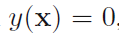 y(𝐱) = 0,